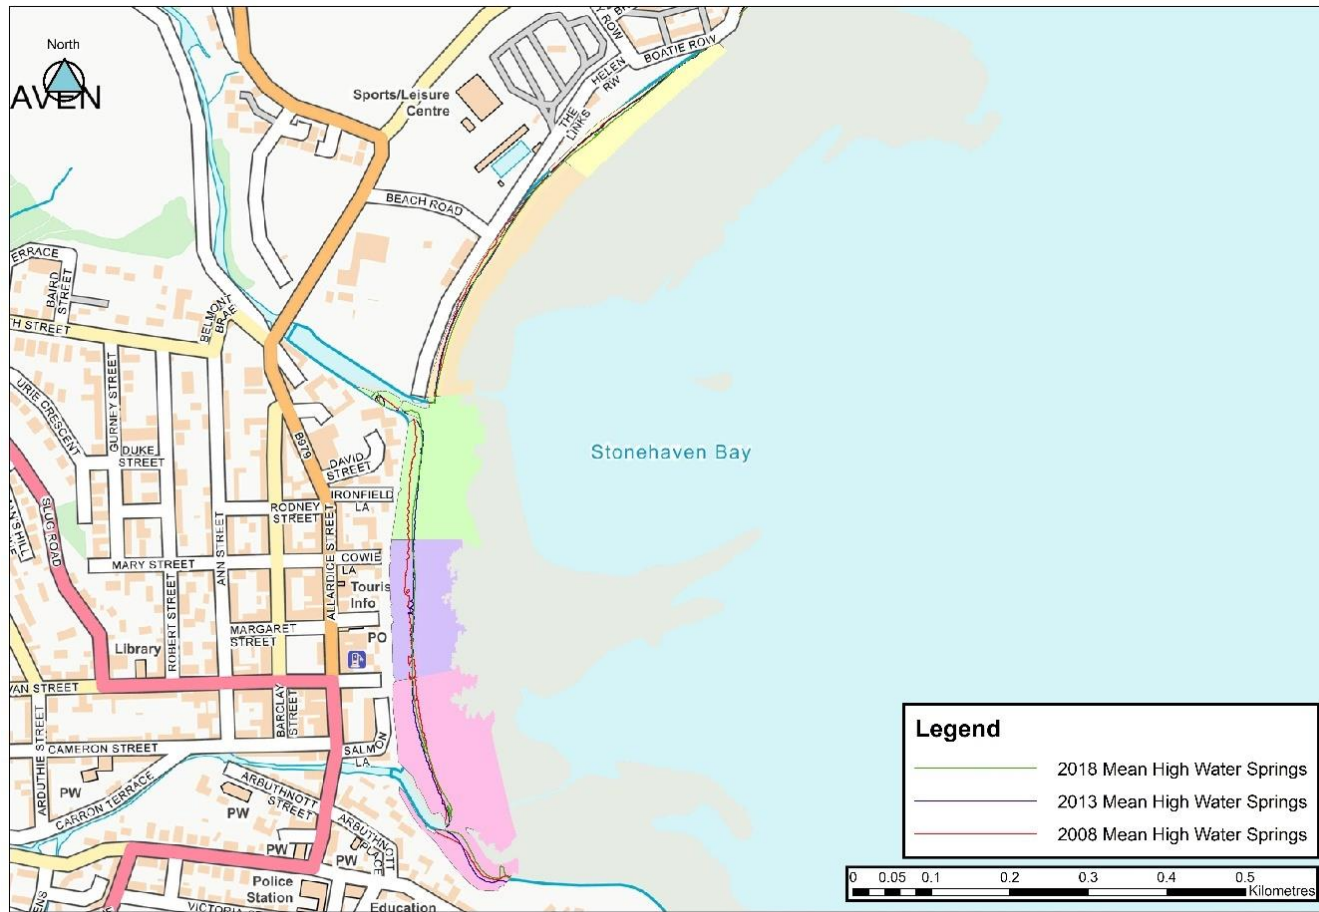 North
AVEN
Y ROW
BOATIE ROW
HELEN
RW
THE
LINKS
Sports/Leisure
Centre
BEACH ROAD
ERRACE
BAIRD
STREET
BELMONT
BRAE
TH STREET
URIE CRESCENT
GURNEY STREET
DUKE
STREET
B979
DAVID
STREET
IRONFIELD
LA
RODNEY
STREET
Stonehaven Bay
SLUG ROAD
MARY STREET
ANN STREET
ALLARDICE STREET
COWIE
LA
Touris
Info
ROBERT STREET
MARGARET
STREET
PO
Library
VAN STREET
BARCLAY
STREET
CAMERON STREET
SALMON
LA
ARDUTHIE STREET
PW
CARRON TERRACE
ARBUTHNOTT
STREET
PW
ARBUTHNOTT
PLACE
PW
PW
Police
Station
VICTORIA
Education
ENS
Legend
2018 Mean High Water Springs
2013 Mean High Water Springs
2008 Mean High Water Springs
0 0.05 0.1 0.2 0.3 0.4 0.5
Kilometres